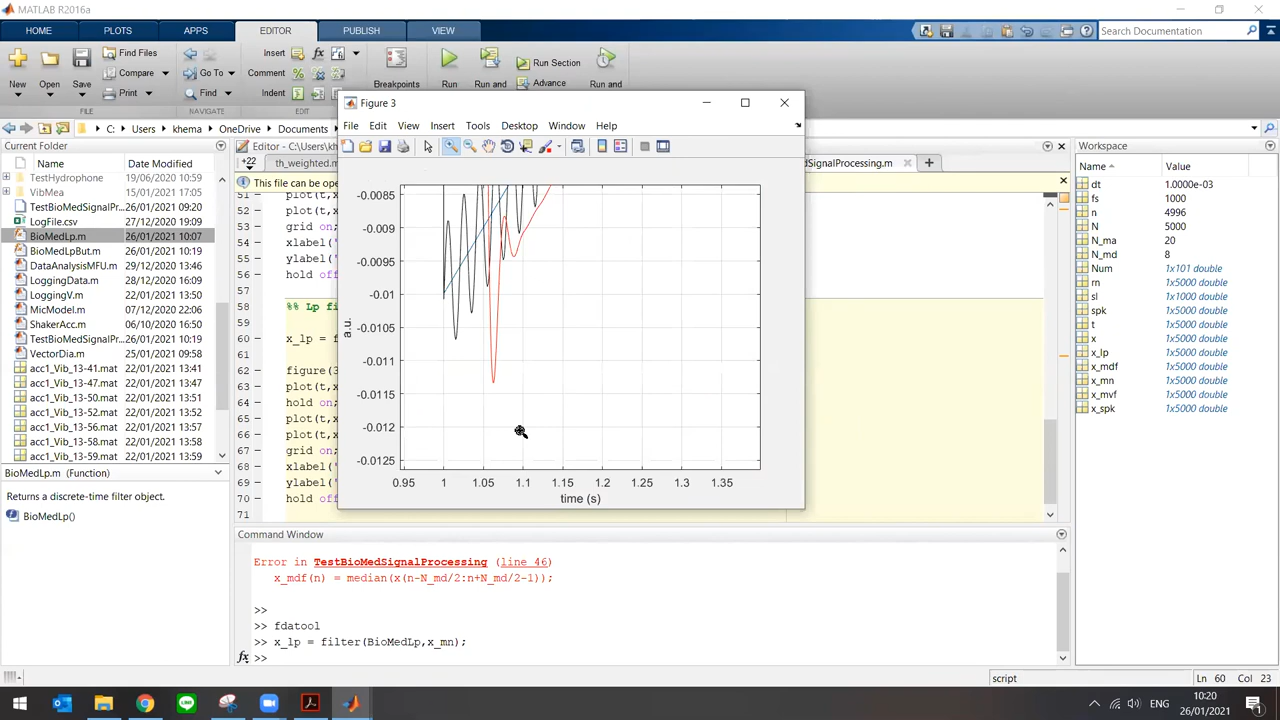 MATLAB R2016a
HOME PLOTS APPS EDITOR PUBLISH VIEW Search Documentation
New Open Save Find Files Compare Print Insert Comment Indent Go To Find Breakpoints Run Run and Run Section Advance Run and
FILE NAVIGATE EDIT
C: Users khema OneDrive Documents
Current Folder
Name Date Modified
TestHydrophone 19/06/2020 10:59
VibMea 15/01/2021 17:05
TestBioMedSignalPr... 26/01/2021 09:20
LogFile.csv 27/12/2020 19:09
BioMedLp.m 26/01/2021 10:07
BioMedLpBut.m 26/01/2021 10:19
DataAnalysisMFU.m 29/12/2020 13:46
LoggingData.m 28/12/2020 16:09
LoggingV.m 22/01/2021 13:50
MicModel.m 07/12/2020 22:06
ShakerAcc.m 06/10/2020 16:50
TestBioMedSignalPr... 26/01/2021 10:19
VectorDia.m 25/01/2021 09:58
acc1_Vib_13-41.mat 22/01/2021 13:41
acc1_Vib_13-47.mat 22/01/2021 13:47
acc1_Vib_13-50.mat 22/01/2021 13:51
acc1_Vib_13-52.mat 22/01/2021 13:52
acc1_Vib_13-56.mat 22/01/2021 13:57
acc1_Vib_13-58.mat 22/01/2021 13:58
acc1_Vib_13-59.mat 22/01/2021 13:59
BioMedLp.m (Function)
Returns a discrete-time filter object.
BioMedLp()
Editor - C:\Users\kh
+22 th_weighted.m dSignalProcessing.m
This file can be ope
51 plot(t,x
52 plot(t,x
53 grid on;
54 xlabel('
55 ylabel('
56 hold off
57
58 %% Lp fi
59
60 x_lp = f
61
62 figure(3
63 plot(t,x
64 hold on;
65 plot(t,x
66 plot(t,x
67 grid on;
68 xlabel('
69 ylabel('
70 hold off
71
Figure 3
File Edit View Insert Tools Desktop Window Help
-0.0085
-0.009
-0.0095
-0.01
-0.0105
-0.011
-0.0115
-0.012
-0.0125
a.u.
0.95 1 1.05 1.1 1.15 1.2 1.25 1.3 1.35
time (s)
Command Window
Error in TestBioMedSignalProcessing (line 46)
x_mdf(n) = median(x(n-N_md/2:n+N_md/2-1));
>>
>> fdatool
>> x_lp = filter(BioMedLp,x_mn);
fx >>
Workspace
Name Value
dt 1.0000e-03
fs 1000
n 4996
N 5000
N_ma 20
N_md 8
Num 1x101 double
rn 1x5000 double
sl 1x1000 double
spk 1x5000 double
t 1x5000 double
x 1x5000 double
x_lp 1x5000 double
x_mdf 1x5000 double
x_mn 1x5000 double
x_mvf 1x5000 double
x_spk 1x5000 double
script Ln 60 Col 23
ENG 10:20
26/01/2021
1